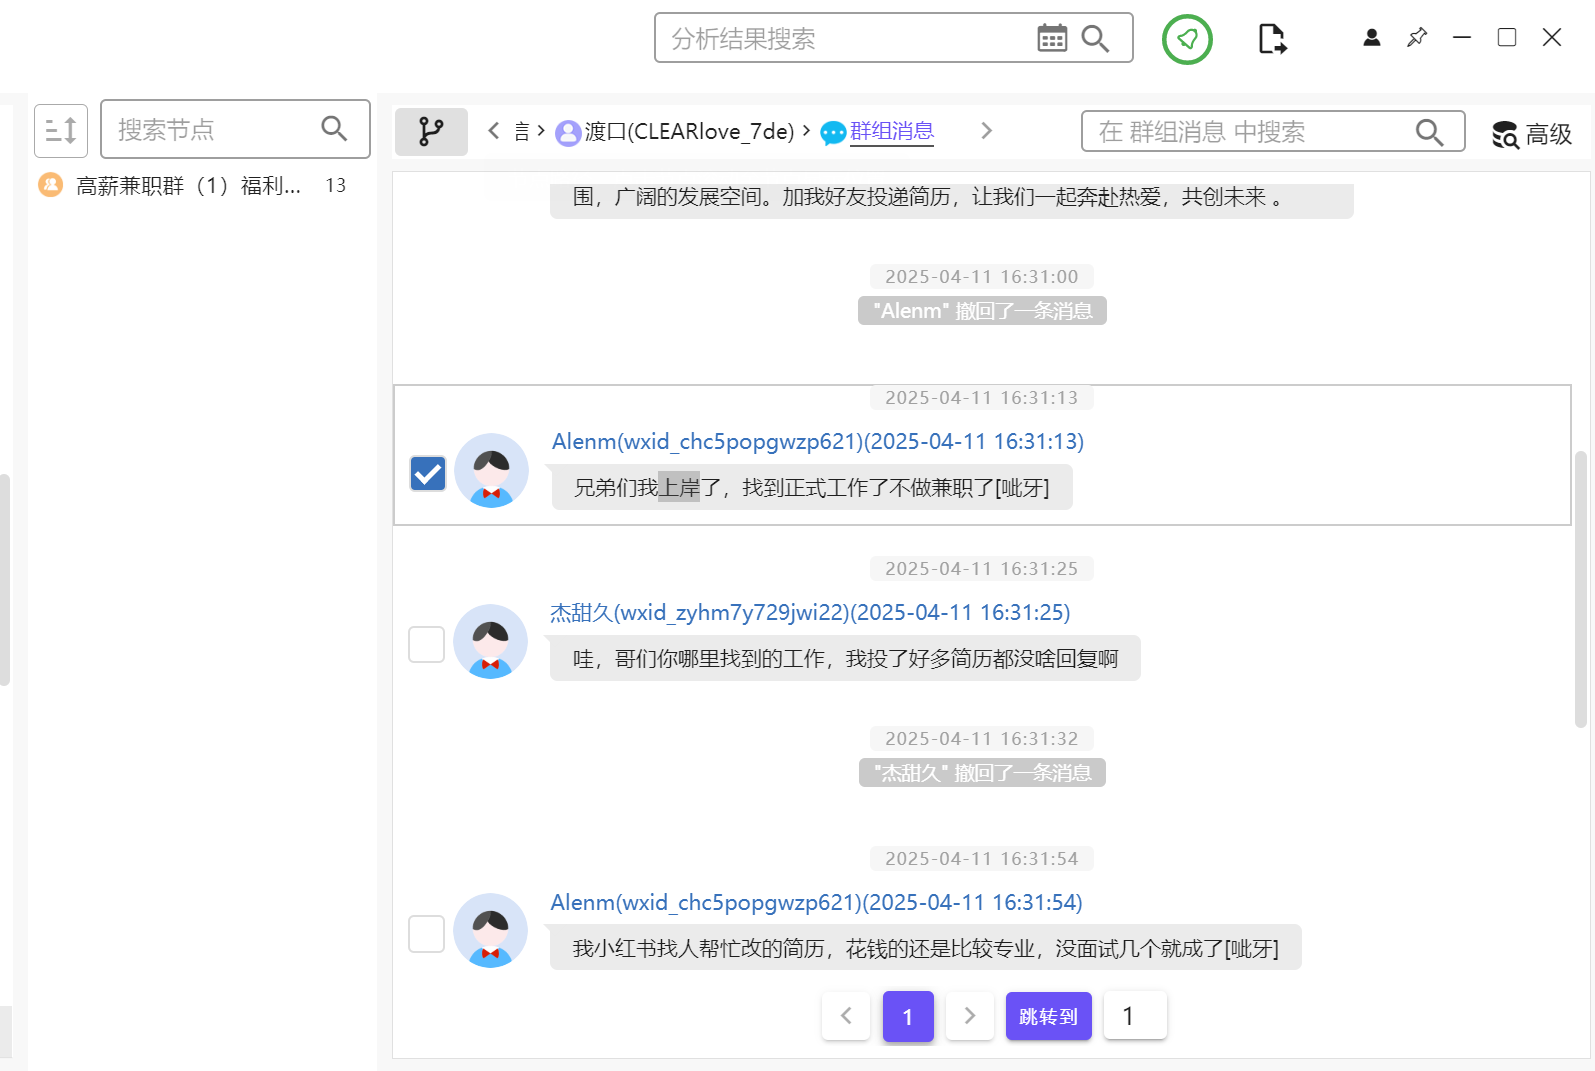 分析结果搜索
搜索节点
高薪兼职群（1）福利... 13
言 渡口(CLEARlove_7de) 群组消息
在 群组消息 中搜索
高级
围，广阔的发展空间。加我好友投递简历，让我们一起奔赴热爱，共创未来 。
2025-04-11 16:31:00
"Alenm" 撤回了一条消息
2025-04-11 16:31:13
Alenm(wxid_chc5popgwzp621)(2025-04-11 16:31:13)
兄弟们我上岸了，找到正式工作了不做兼职了[呲牙]
2025-04-11 16:31:25
杰甜久(wxid_zyhm7y729jwi22)(2025-04-11 16:31:25)
哇，哥们你哪里找到的工作，我投了好多简历都没啥回复啊
2025-04-11 16:31:32
"杰甜久" 撤回了一条消息
2025-04-11 16:31:54
Alenm(wxid_chc5popgwzp621)(2025-04-11 16:31:54)
我小红书找人帮忙改的简历，花钱的还是比较专业，没面试几个就成了[呲牙]
1 跳转到 1